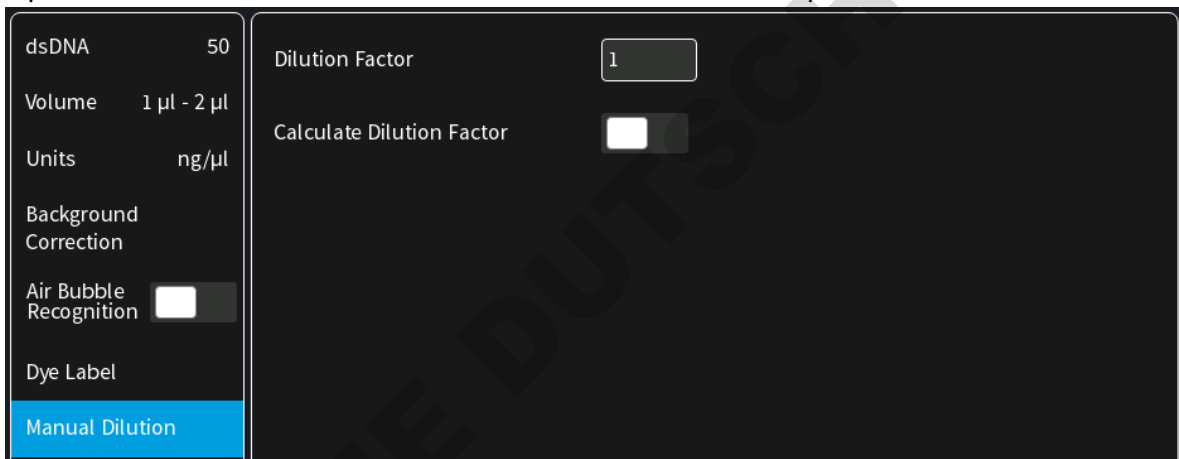 dsDNA 50
Volume 1 µl - 2 µl
Units ng/µl
Background
Correction
Air Bubble
Recognition
Dye Label
Manual Dilution
Dilution Factor 1
Calculate Dilution Factor
E DUTSCH